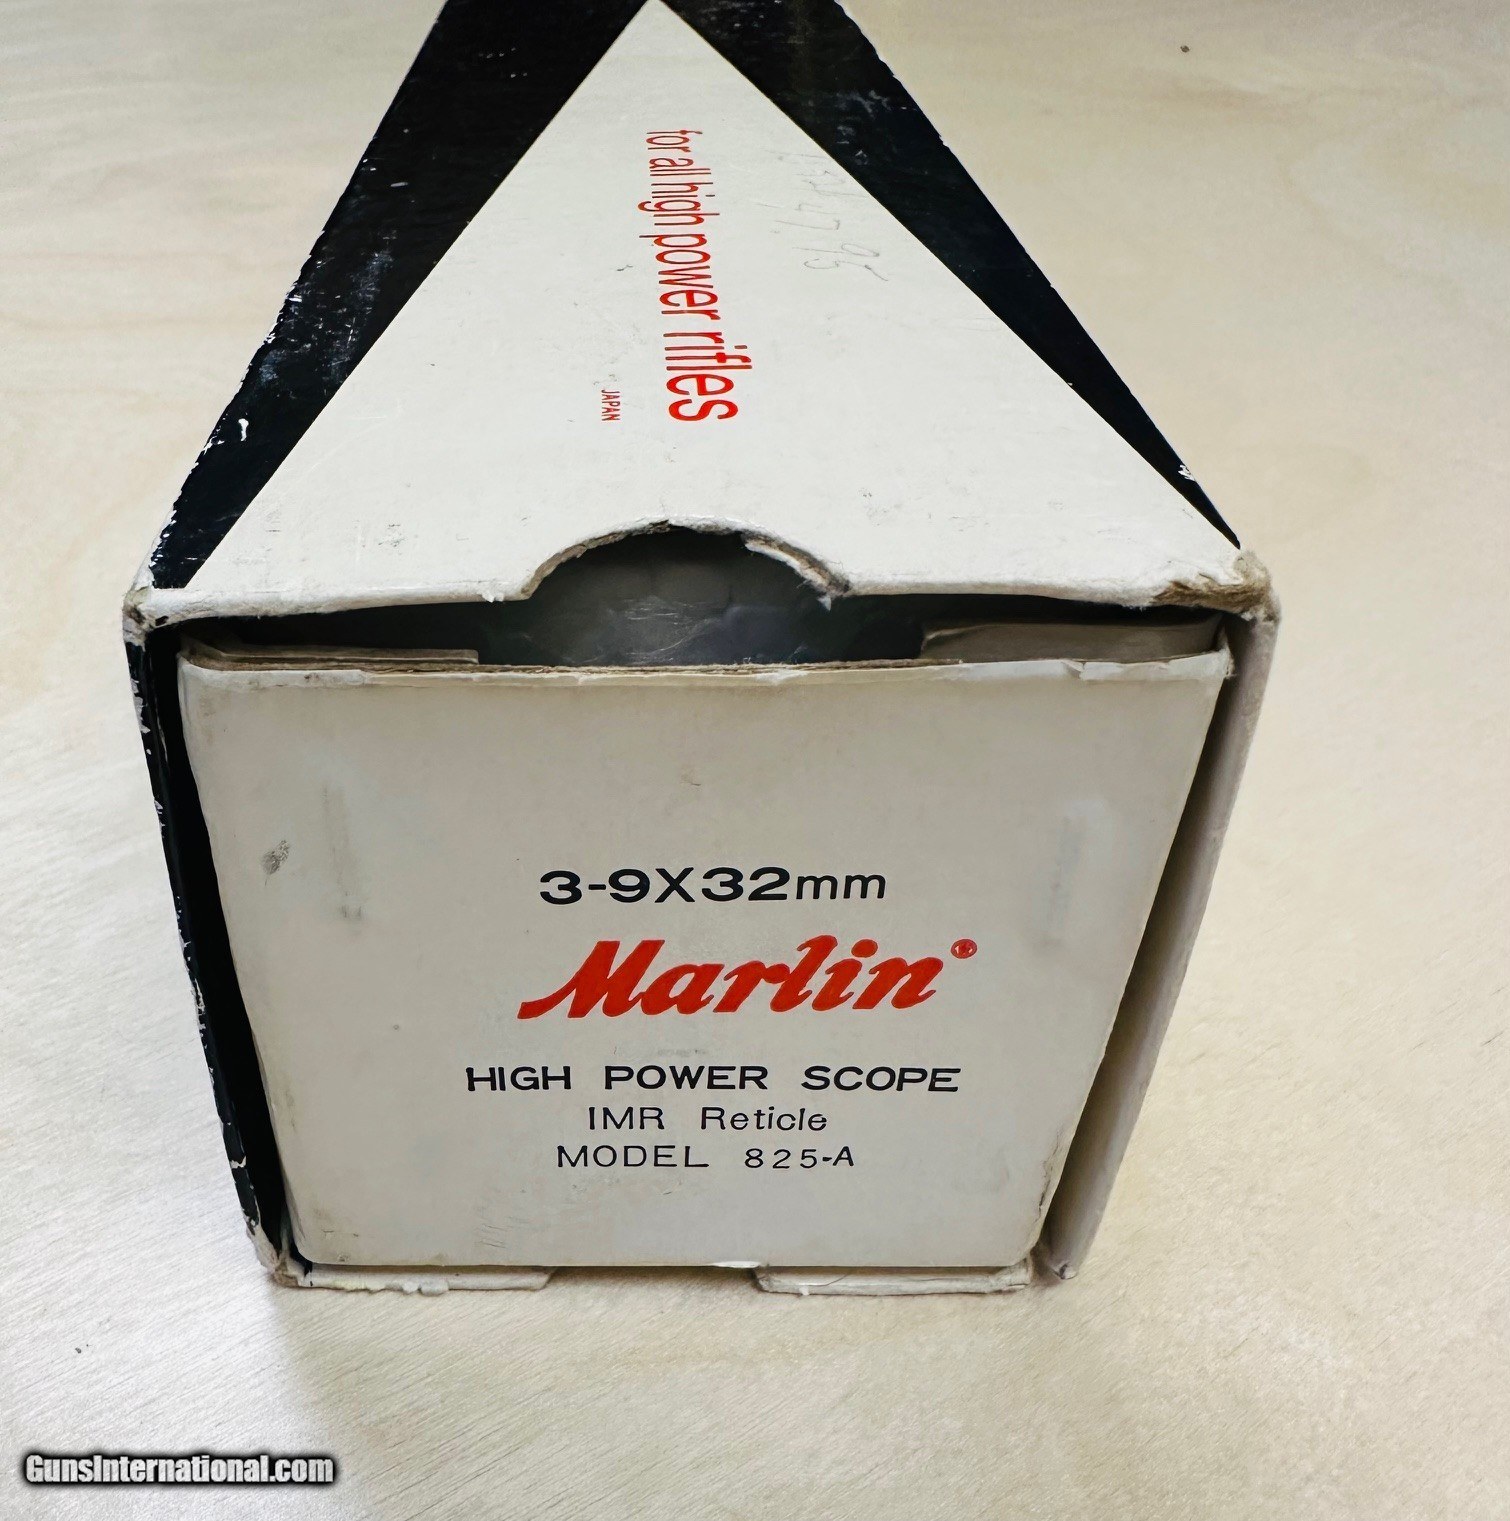 for all high power rifles
JAPAN
3-9X32mm
Marlin®
HIGH POWER SCOPE
IMR Reticle
MODEL 825-A
GunsInternational.com